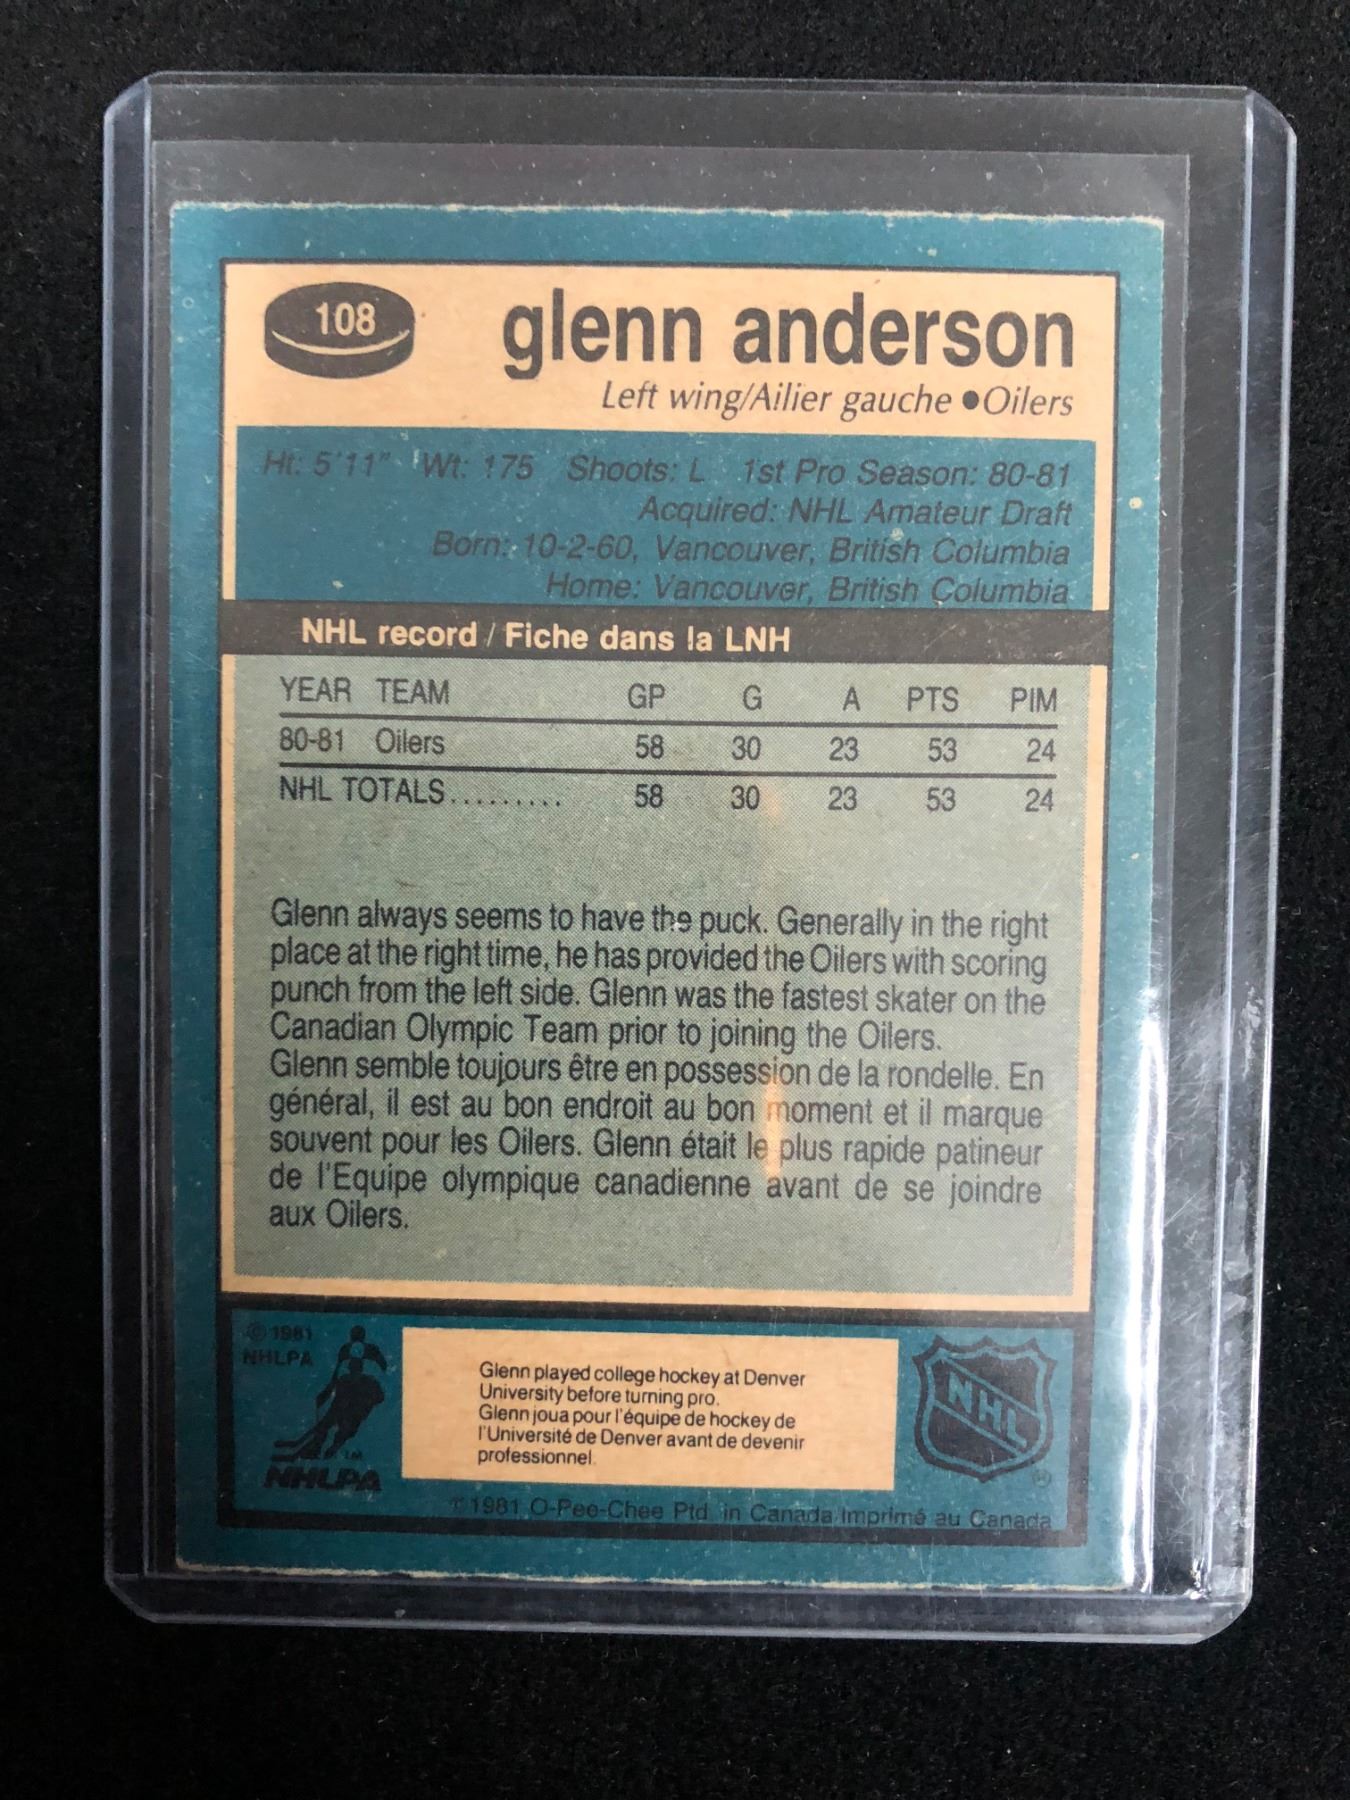 108
glenn anderson
Left wing/Ailier gauche ●Oilers
Ht: 5'11" Wt: 175 Shoots: L 1st Pro Season: 80-81
Acquired: NHL Amateur Draft
Born: 10-2-60, Vancouver, British Columbia
Home: Vancouver, British Columbia
NHL record / Fiche dans la LNH
YEAR TEAM GP G A PTS PIM
80-81 Oilers 58 30 23 53 24
NHL TOTALS......... 58 30 23 53 24
Glenn always seems to have the puck. Generally in the right
place at the right time, he has provided the Oilers with scoring
punch from the left side. Glenn was the fastest skater on the
Canadian Olympic Team prior to joining the Oilers.
Glenn semble toujours être en possession de la rondelle. En
général, il est au bon endroit au bon moment et il marque
souvent pour les Oilers. Glenn était le plus rapide patineur
de l'Equipe olympique canadienne avant de se joindre
aux Oilers.
© 1981
NHLPA
TM
NHLPA
Glenn played college hockey at Denver
University before turning pro.
Glenn joua pour l'équipe de hockey de
l'Université de Denver avant de devenir
professionnel.
NHL
®
© 1981 O-Pee-Chee Ptd. in Canada/Imprimé au Canada